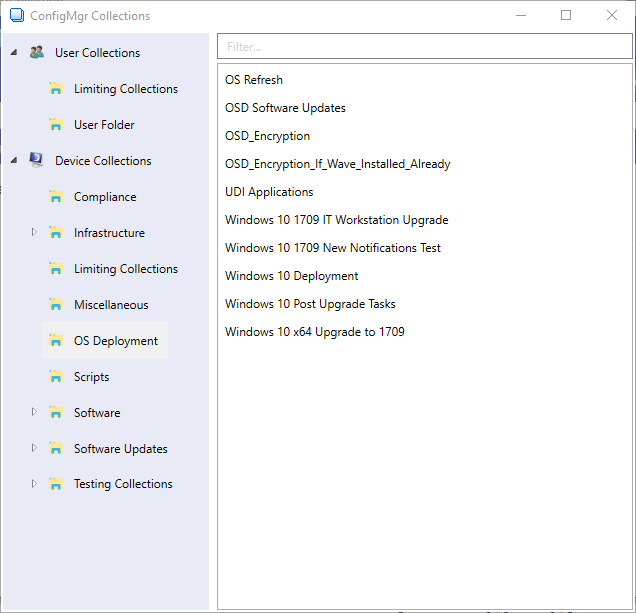 ConfigMgr Collections
User Collections
Limiting Collections
User Folder
Device Collections
Compliance
Infrastructure
Limiting Collections
Miscellaneous
OS Deployment
Scripts
Software
Software Updates
Testing Collections
Filter...
OS Refresh
OSD Software Updates
OSD_Encryption
OSD_Encryption_If_Wave_Installed_Already
UDI Applications
Windows 10 1709 IT Workstation Upgrade
Windows 10 1709 New Notifications Test
Windows 10 Deployment
Windows 10 Post Upgrade Tasks
Windows 10 x64 Upgrade to 1709